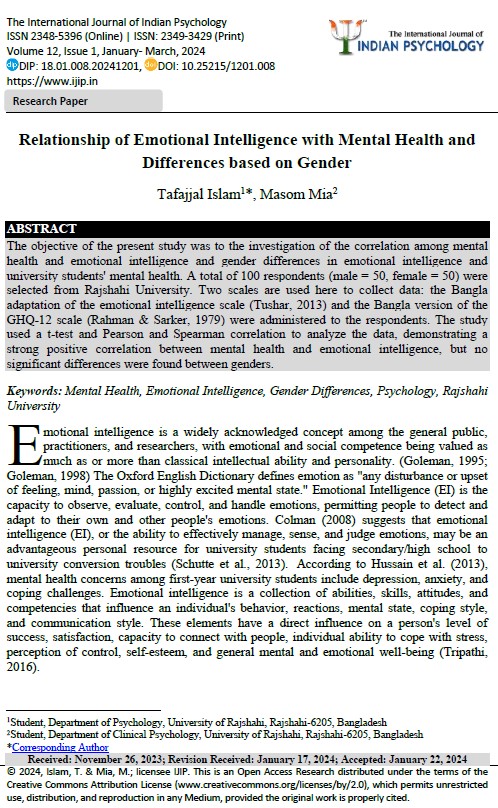 The International Journal of Indian Psychology
ISSN 2348-5396 (Online) | ISSN: 2349-3429 (Print)
Volume 12, Issue 1, January- March, 2024
DIP: 18.01.008.20241201, DOI: 10.25215/1201.008
https://www.ijip.in
The International Journal of
INDIAN PSYCHOLOGY
Research Paper
Relationship of Emotional Intelligence with Mental Health and
Differences based on Gender
Tafajjal Islam¹*, Masom Mia²
ABSTRACT
The objective of the present study was to the investigation of the correlation among mental
health and emotional intelligence and gender differences in emotional intelligence and
university students' mental health. A total of 100 respondents (male = 50, female = 50) were
selected from Rajshahi University. Two scales are used here to collect data: the Bangla
adaptation of the emotional intelligence scale (Tushar, 2013) and the Bangla version of the
GHQ-12 scale (Rahman & Sarker, 1979) were administered to the respondents. The study
used a t-test and Pearson and Spearman correlation to analyze the data, demonstrating a
strong positive correlation between mental health and emotional intelligence, but no
significant differences were found between genders.
Keywords: Mental Health, Emotional Intelligence, Gender Differences, Psychology, Rajshahi
University
Emotional intelligence is a widely acknowledged concept among the general public,
practitioners, and researchers, with emotional and social competence being valued as
much as or more than classical intellectual ability and personality. (Goleman, 1995;
Goleman, 1998) The Oxford English Dictionary defines emotion as "any disturbance or upset
of feeling, mind, passion, or highly excited mental state." Emotional Intelligence (EI) is the
capacity to observe, evaluate, control, and handle emotions, permitting people to detect and
adapt to their own and other people's emotions. Colman (2008) suggests that emotional
intelligence (EI), or the ability to effectively manage, sense, and judge emotions, may be an
advantageous personal resource for university students facing secondary/high school to
university conversion troubles (Schutte et al., 2013). According to Hussain et al. (2013),
mental health concerns among first-year university students include depression, anxiety, and
coping challenges. Emotional intelligence is a collection of abilities, skills, attitudes, and
competencies that influence an individual's behavior, reactions, mental state, coping style,
and communication style. These elements have a direct influence on a person's level of
success, satisfaction, capacity to connect with people, individual ability to cope with stress,
perception of control, self-esteem, and general mental and emotional well-being (Tripathi,
2016).
¹Student, Department of Psychology, University of Rajshahi, Rajshahi-6205, Bangladesh
²Student, Department of Clinical Psychology, University of Rajshahi, Rajshahi-6205, Bangladesh
*Corresponding Author
Received: November 26, 2023; Revision Received: January 17, 2024; Accepted: January 22, 2024
© 2024, Islam, T. & Mia, M.; licensee IJIP. This is an Open Access Research distributed under the terms of the
Creative Commons Attribution License (www.creativecommons.org/licenses/by/2.0), which permits unrestricted
use, distribution, and reproduction in any Medium, provided the original work is properly cited.